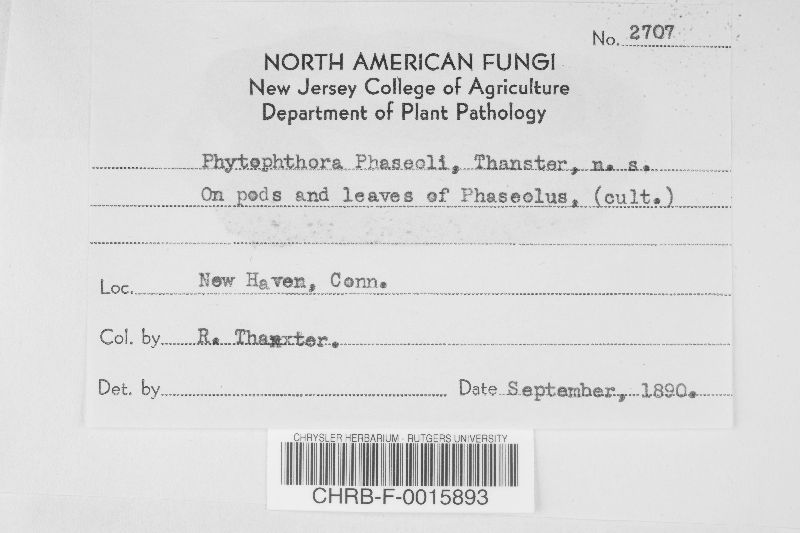 No. 2707
NORTH AMERICAN FUNGI
New Jersey College of Agriculture
Department of Plant Pathology
Phytophthora Phaseoli, Thanster, n. s.
On pods and leaves of Phaseolus, (cult.)
Loc. New Haven, Conn.
Col. by R. Thanxter.
Det. by
Date September, 1890.
CHRYSLER HERBARIUM - RUTGERS UNIVERSITY
CHRB-F-0015893